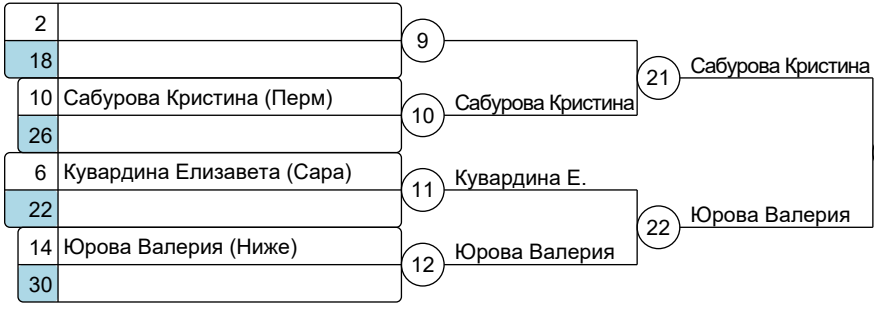 2
18
9
10 Сабурова Кристина (Перм)
26
10
Сабурова Кристина
21
Сабурова Кристина
6 Кувардина Елизавета (Сара)
22
11
Кувардина Е.
14 Юрова Валерия (Ниже)
30
12
Юрова Валерия
22
Юрова Валерия